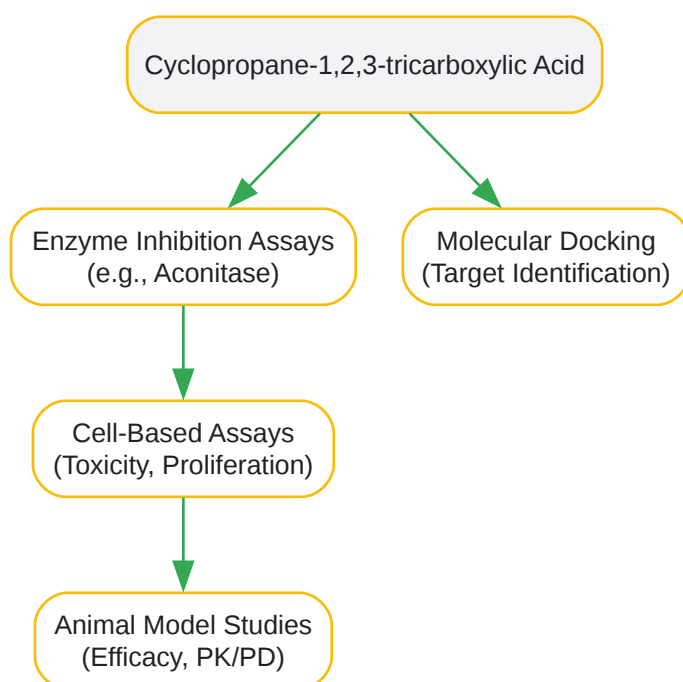 Cyclopropane-1,2,3-tricarboxylic Acid
Enzyme Inhibition Assays
(e.g., Aconitase)
Molecular Docking
(Target Identification)
Cell-Based Assays
(Toxicity, Proliferation)
Animal Model Studies
(Efficacy, PK/PD)